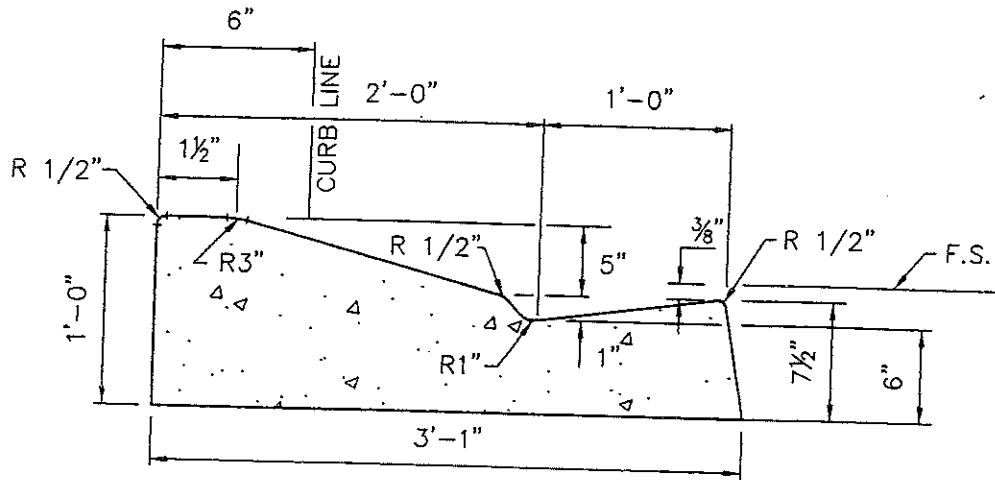 6"
CURB LINE
2'-0"
1'-0"
1½"
R 1/2"
R3"
R 1/2"
5"
⅜"
R 1/2"
F.S.
1'-0"
R1"
1"
7½"
6"
3'-1"